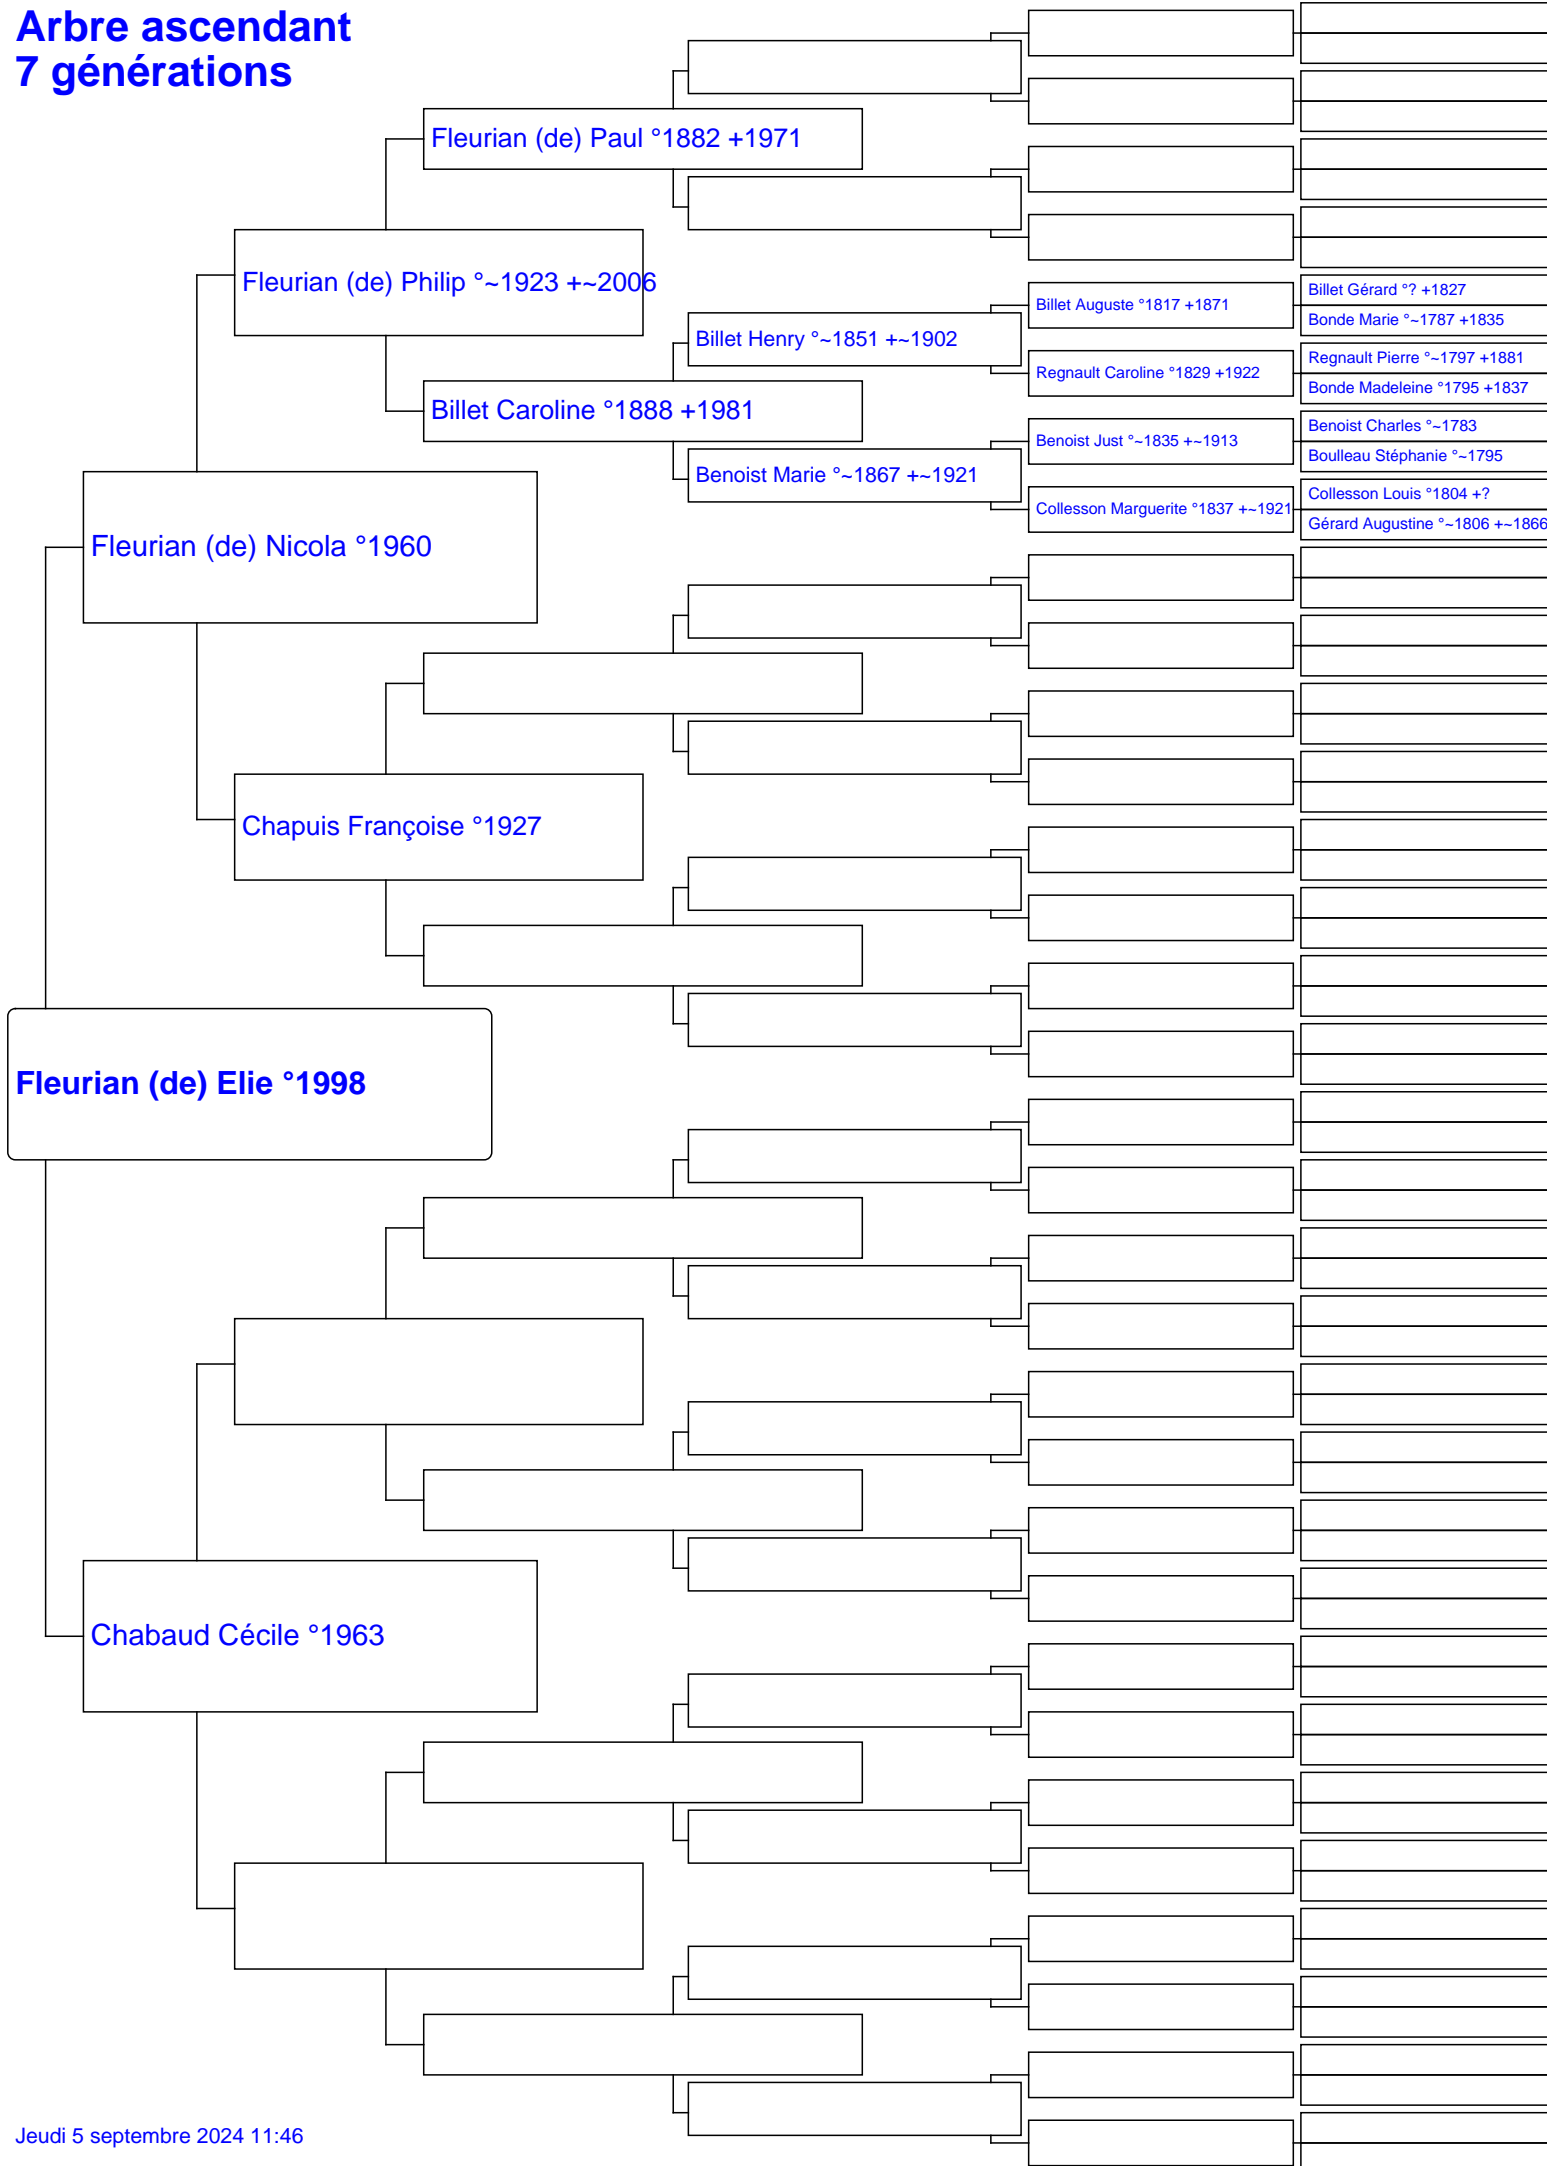 Arbre ascendant
7 générations
Fleurian (de) Paul °1882 +1971
Fleurian (de) Philip °~1923 +~2006
Billet Gérard °? +1827
Billet Auguste °1817 +1871
Bonde Marie °~1787 +1835
Billet Henry °~1851 +~1902
Regnault Pierre °~1797 +1881
Regnault Caroline °1829 +1922
Bonde Madeleine °1795 +1837
Billet Caroline °1888 +1981
Benoist Charles °~1783
Benoist Just °~1835 +~1913
Boulleau Stéphanie °~1795
Benoist Marie °~1867 +~1921
Collesson Louis °1804 +?
Collesson Marguerite °1837 +~1921
Gérard Augustine °~1806 +~1866
Fleurian (de) Nicola °1960
Chapuis Françoise °1927
Fleurian (de) Elie °1998
Chabaud Cécile °1963
Jeudi 5 septembre 2024 11:46